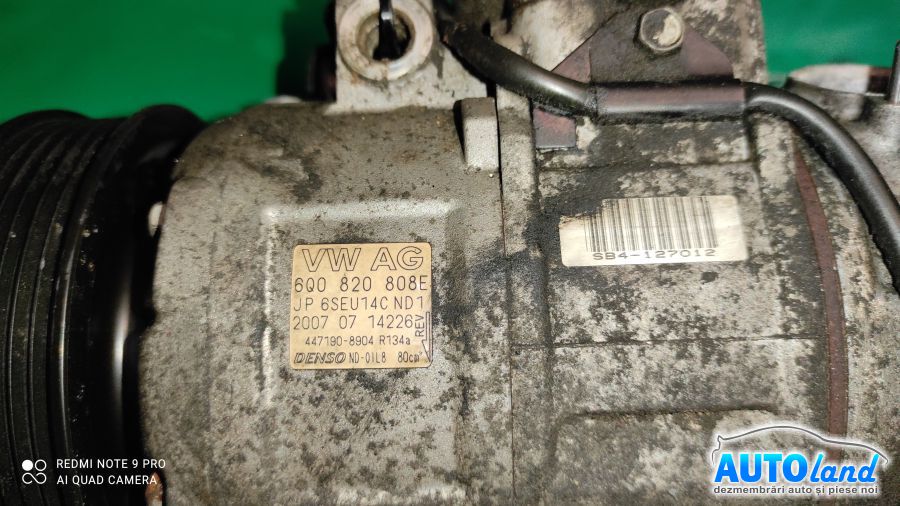 VW AG
6Q0 820 808E
JP 6SEU14C ND1
2007 07 14226
REV
447190-8904 R134a
DENSO ND-OIL8 80cm³
SB4-127012
REDMI NOTE 9 PRO
AI QUAD CAMERA
AUTOland
dezmembrări auto și piese noi